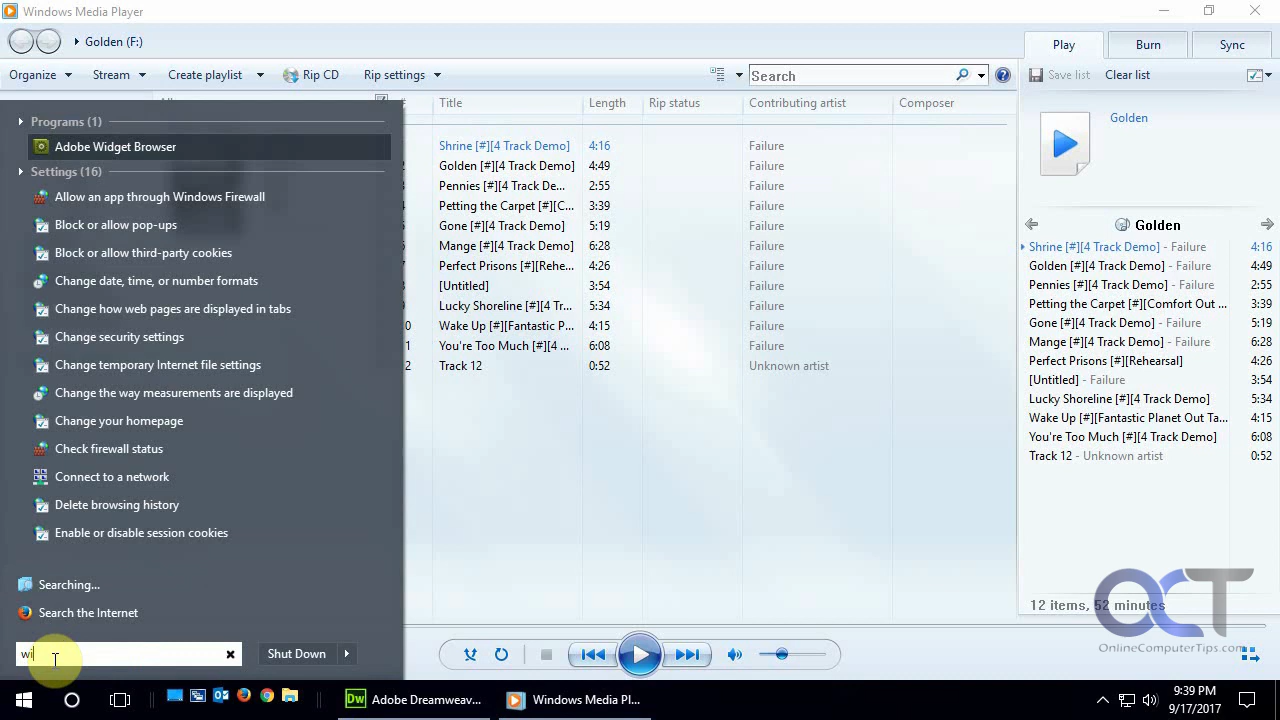 Windows Media Player
Golden (F:)
Play Burn Sync
Organize Stream Create playlist Rip CD Rip settings Search
Save list Clear list
Title Length Rip status Contributing artist Composer
Programs (1)
Adobe Widget Browser
Settings (16)
Allow an app through Windows Firewall
Block or allow pop-ups
Block or allow third-party cookies
Change date, time, or number formats
Change how web pages are displayed in tabs
Change security settings
Change temporary Internet file settings
Change the way measurements are displayed
Change your homepage
Check firewall status
Connect to a network
Delete browsing history
Enable or disable session cookies
Searching...
Search the Internet
wi
Shut Down
Shrine [#][4 Track Demo] 4:16 Failure
Golden [#][4 Track Demo] 4:49 Failure
Pennies [#][4 Track De... 2:55 Failure
Petting the Carpet [#][C... 3:39 Failure
Gone [#][4 Track Demo] 5:19 Failure
Mange [#][4 Track Demo] 6:28 Failure
Perfect Prisons [#][Rehe... 4:26 Failure
[Untitled] 3:54 Failure
Lucky Shoreline [#][4 Tr... 5:34 Failure
0 Wake Up [#][Fantastic P... 4:15 Failure
1 You're Too Much [#][4 ... 6:08 Failure
2 Track 12 0:52 Unknown artist
Golden
Golden
Shrine [#][4 Track Demo] - Failure 4:16
Golden [#][4 Track Demo] - Failure 4:49
Pennies [#][4 Track Demo] - Failure 2:55
Petting the Carpet [#][Comfort Out ... 3:39
Gone [#][4 Track Demo] - Failure 5:19
Mange [#][4 Track Demo] - Failure 6:28
Perfect Prisons [#][Rehearsal] 4:26
[Untitled] - Failure 3:54
Lucky Shoreline [#][4 Track Demo] 5:34
Wake Up [#][Fantastic Planet Out Ta... 4:15
You're Too Much [#][4 Track Demo] 6:08
Track 12 - Unknown artist 0:52
12 items, 52 minutes
OCT
OnlineComputerTips.com
Dw Adobe Dreamweav... Windows Media Pl...
9:39 PM
9/17/2017